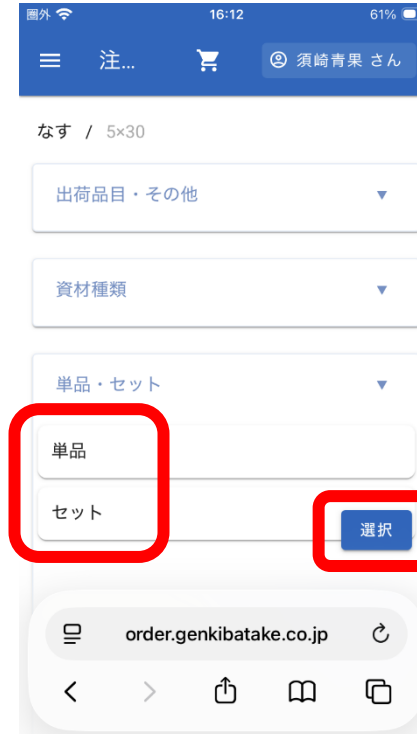 圏外 16:12 61%
注... 須崎青果 さん
なす / 5×30
出荷品目・その他 ▼
資材種類 ▼
単品・セット ▼
単品
セット
選択
order.genkibatake.co.jp